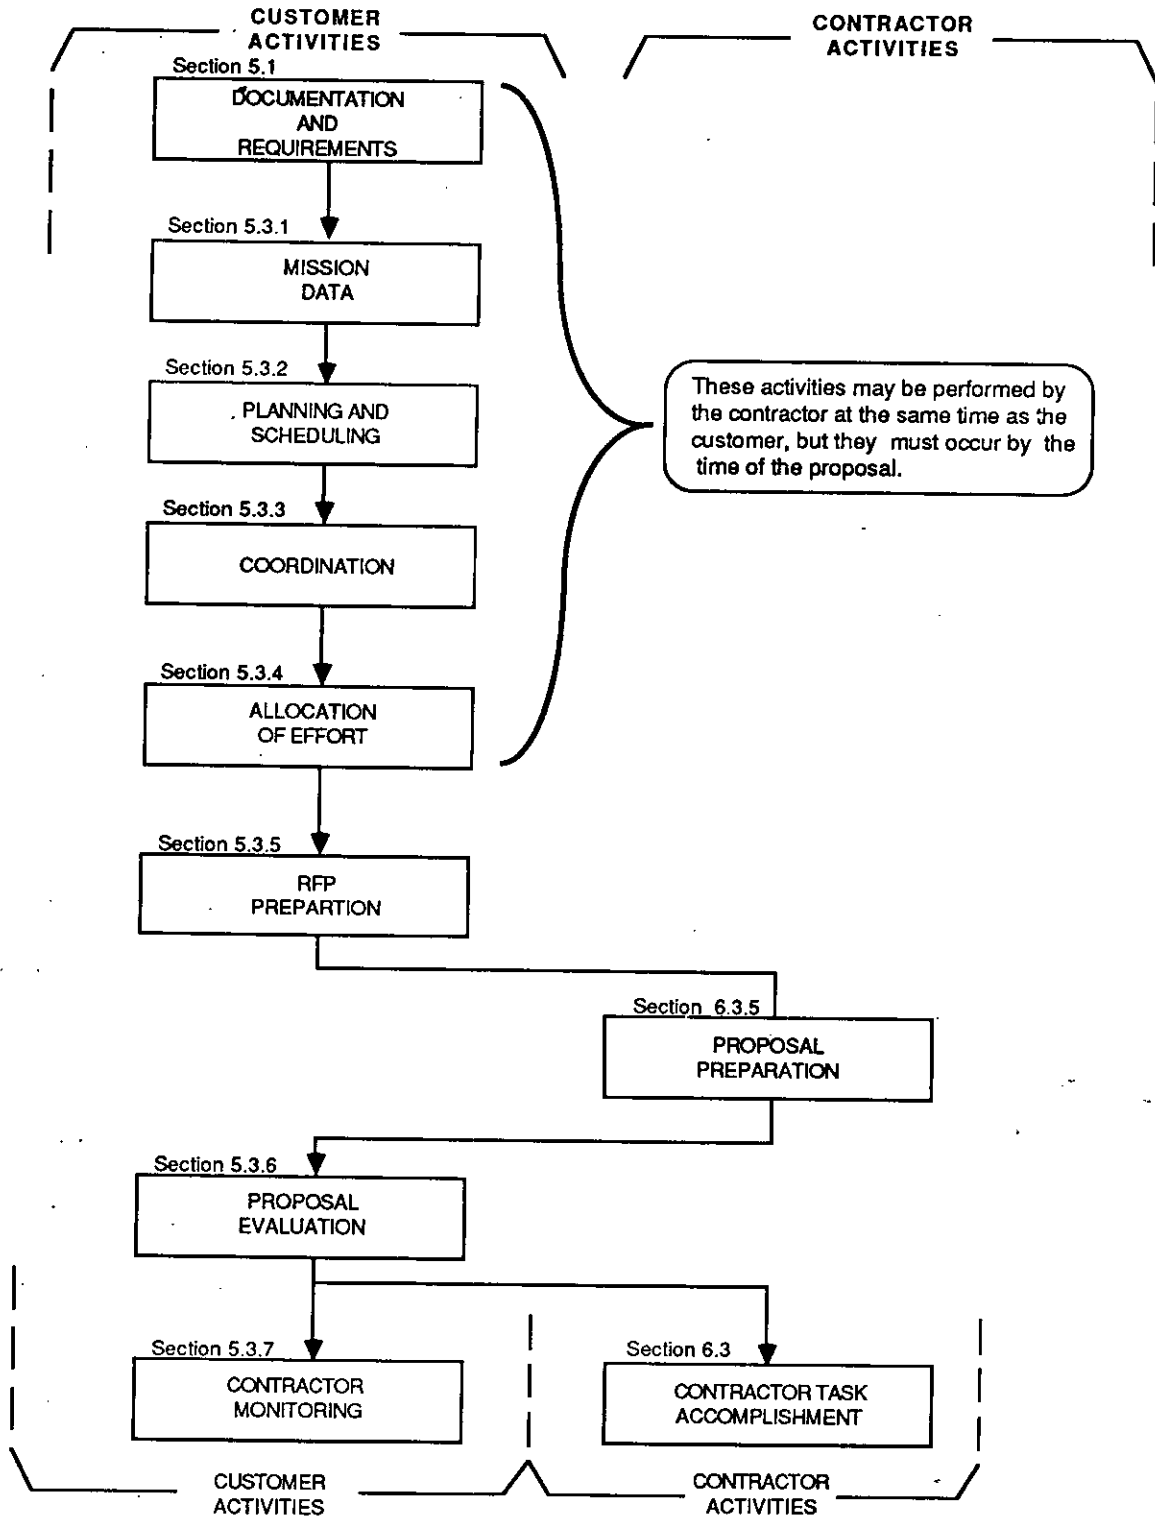 CUSTOMER
ACTIVITIES
CONTRACTOR
ACTIVITIES
Section 5.1
DOCUMENTATION
AND
REQUIREMENTS
Section 5.3.1
MISSION
DATA
Section 5.3.2
PLANNING AND
SCHEDULING
These activities may be performed by
the contractor at the same time as the
customer, but they must occur by the
time of the proposal.
Section 5.3.3
COORDINATION
Section 5.3.4
ALLOCATION
OF EFFORT
Section 5.3.5
RFP
PREPARTION
Section 6.3.5
PROPOSAL
PREPARATION
Section 5.3.6
PROPOSAL
EVALUATION
Section 5.3.7
CONTRACTOR
MONITORING
Section 6.3
CONTRACTOR TASK
ACCOMPLISHMENT
CUSTOMER
ACTIVITIES
CONTRACTOR
ACTIVITIES